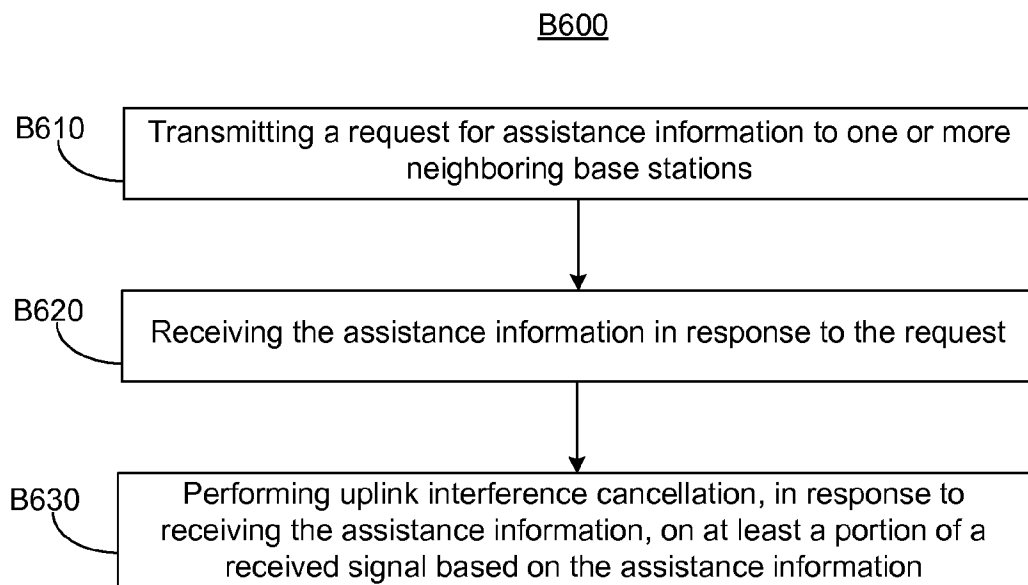 B600
B610
Transmitting a request for assistance information to one or more
neighboring base stations
B620
Receiving the assistance information in response to the request
B630
Performing uplink interference cancellation, in response to
receiving the assistance information, on at least a portion of a
received signal based on the assistance information